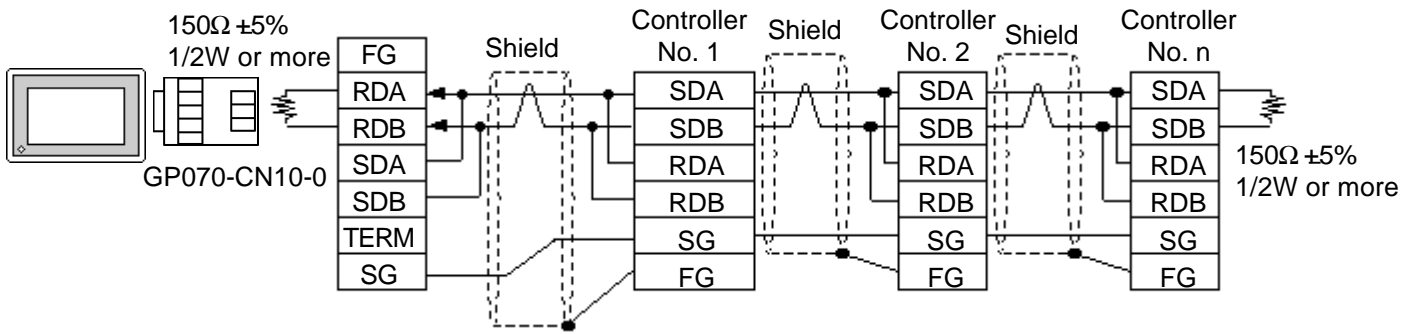 150Ω ±5%
1/2W or more
GP070-CN10-0
FG
RDA
RDB
SDA
SDB
TERM
SG
Shield
Controller
No. 1
SDA
SDB
RDA
RDB
SG
FG
Shield
Controller
No. 2
SDA
SDB
RDA
RDB
SG
FG
Shield
Controller
No. n
SDA
SDB
RDA
RDB
SG
FG
150Ω ±5%
1/2W or more